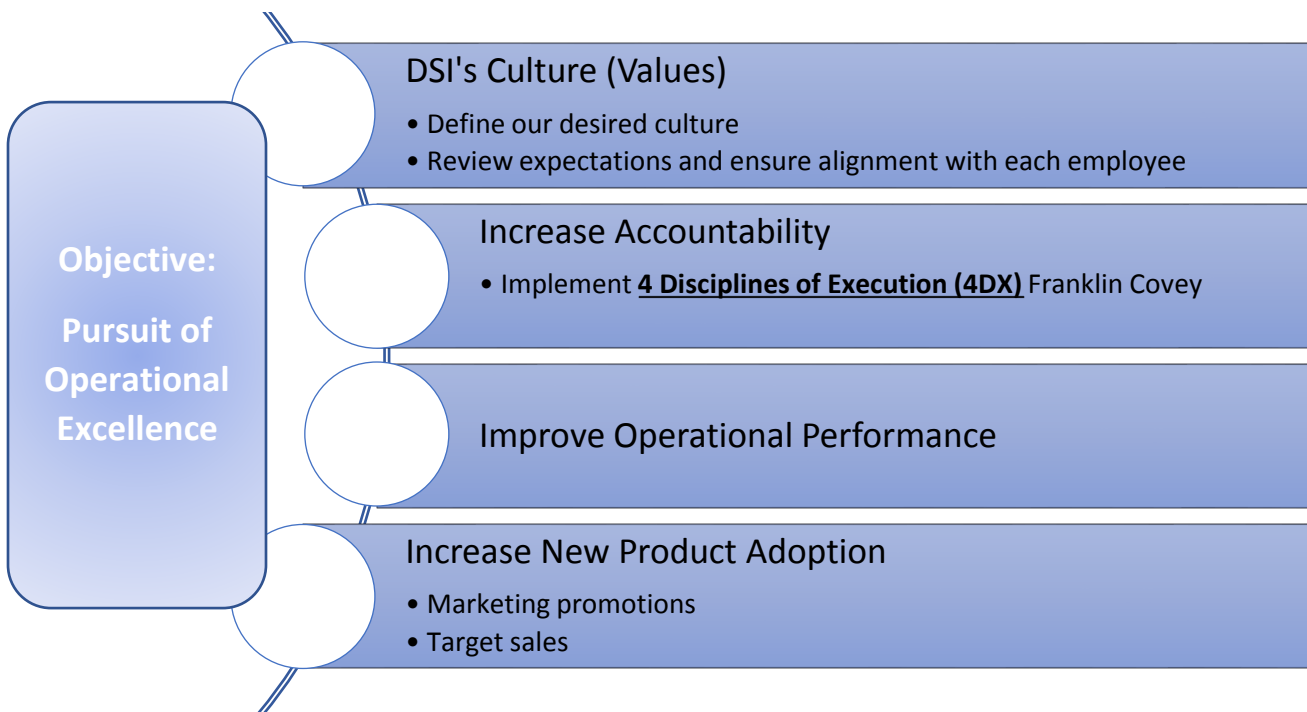 Objective:
Pursuit of
Operational
Excellence
DSI's Culture (Values)
• Define our desired culture
• Review expectations and ensure alignment with each employee
Increase Accountability
• Implement 4 Disciplines of Execution (4DX) Franklin Covey
Improve Operational Performance
Increase New Product Adoption
• Marketing promotions
• Target sales